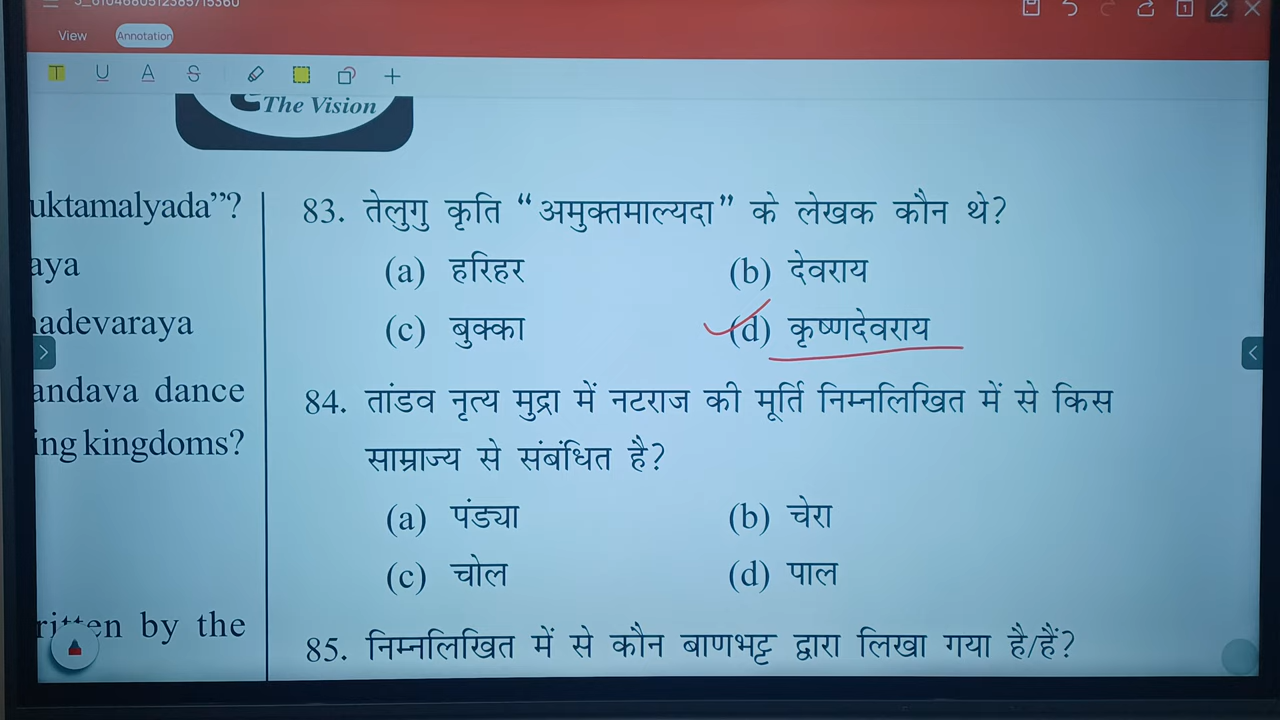 View
Annotation
The Vision
uktamalyada”?
aya
adevaraya
andava dance
ing kingdoms?
en by the
83. तेलुगु कृति “अमुक्तमाल्यदा” के लेखक कौन थे?
(a) हरिहर (b) देवराय
(c) बुक्का (d) कृष्णदेवराय
84. तांडव नृत्य मुद्रा में नटराज की मूर्ति निम्नलिखित में से किस
साम्राज्य से संबंधित है?
(a) पंड्या (b) चेरा
(c) चोल (d) पाल
85. निम्नलिखित में से कौन बाणभट्ट द्वारा लिखा गया है/हैं?